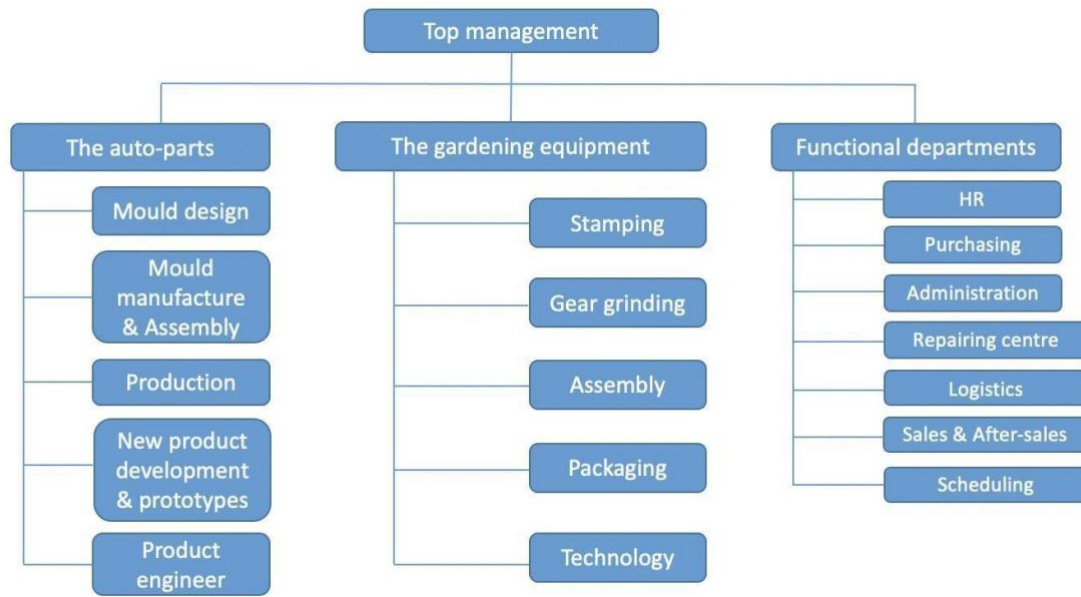 Top management
The auto-parts
Mould design
Mould
manufacture
& Assembly
Production
New product
development
& prototypes
Product
engineer
The gardening equipment
Stamping
Gear grinding
Assembly
Packaging
Technology
Functional departments
HR
Purchasing
Administration
Repairing centre
Logistics
Sales & After-sales
Scheduling